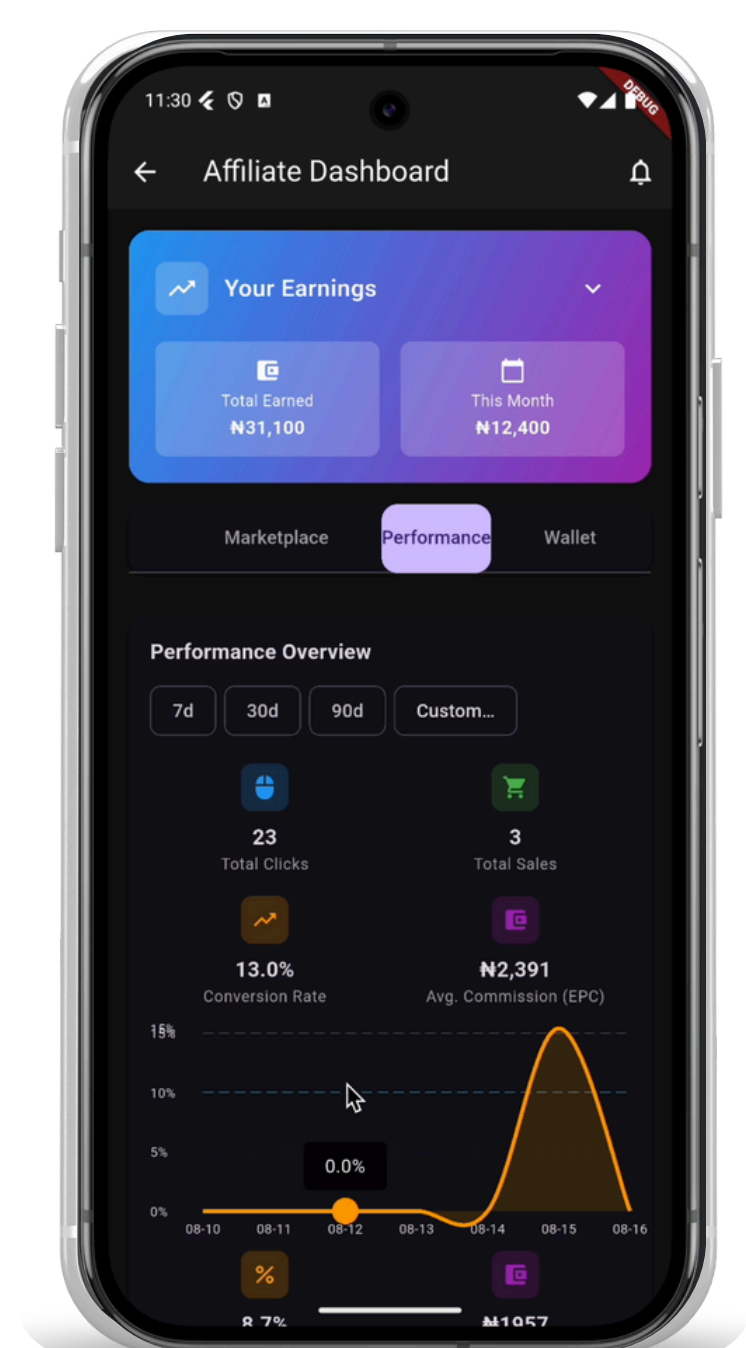 11:30
DEBUG
Affiliate Dashboard
Your Earnings
Total Earned
₦31,100
This Month
₦12,400
Marketplace Performance Wallet
Performance Overview
7d 30d 90d Custom...
23
Total Clicks
3
Total Sales
13.0%
Conversion Rate
₦2,391
Avg. Commission (EPC)
15%
10%
5%
0%
0.0%
08-10 08-11 08-12 08-13 08-14 08-15 08-16
8.7%
₦1957